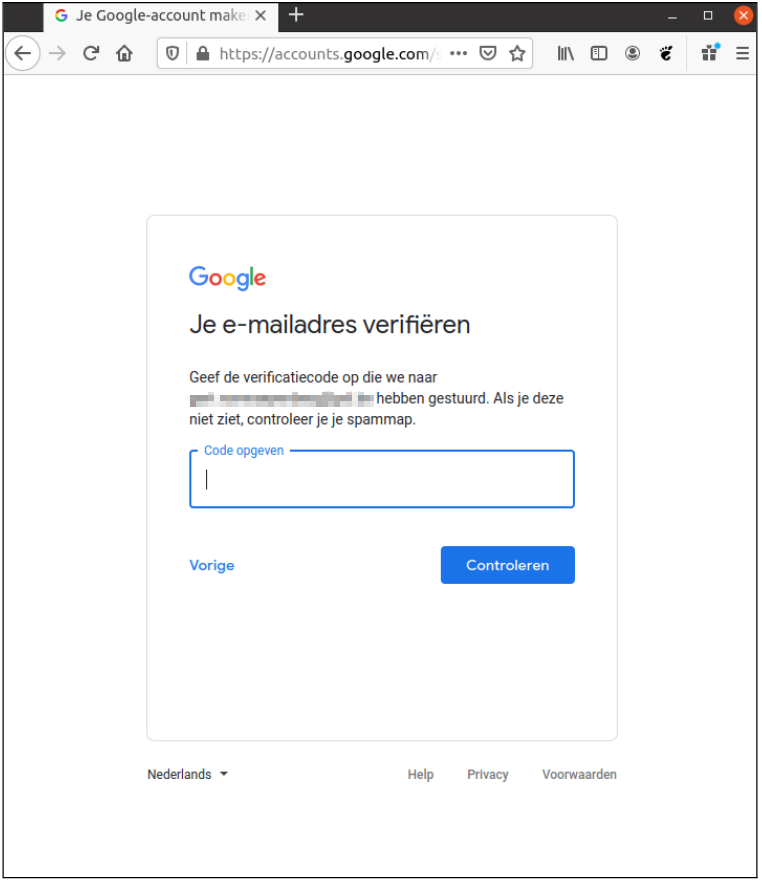 Je Google-account make
https://accounts.google.com/s
Google
Je e-mailadres verifiëren
Geef de verificatiecode op die we naar
hebben gestuurd. Als je deze
niet ziet, controleer je je spammap.
Code opgeven
Vorige
Controleren
Nederlands
Help Privacy Voorwaarden